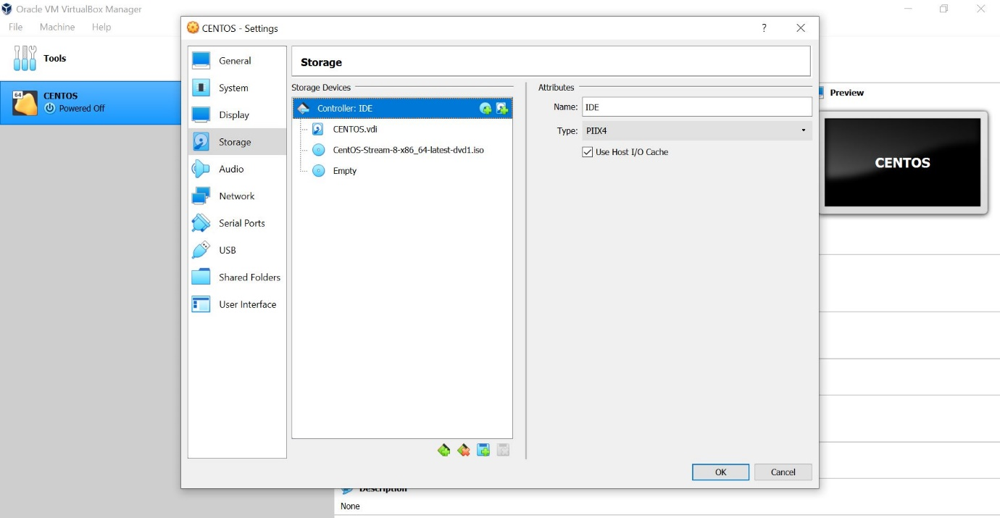 Oracle VM VirtualBox Manager
File Machine Help
Tools
64
CENTOS
Powered Off
CENTOS - Settings
?
General
System
Display
Storage
Audio
Network
Serial Ports
USB
Shared Folders
User Interface
Storage
Storage Devices
Controller: IDE
CENTOS.vdi
CentOS-Stream-8-x86_64-latest-dvd1.iso
Empty
Attributes
Name: IDE
Type: PIIX4
Use Host I/O Cache
OK Cancel
Preview
CENTOS
Description
None